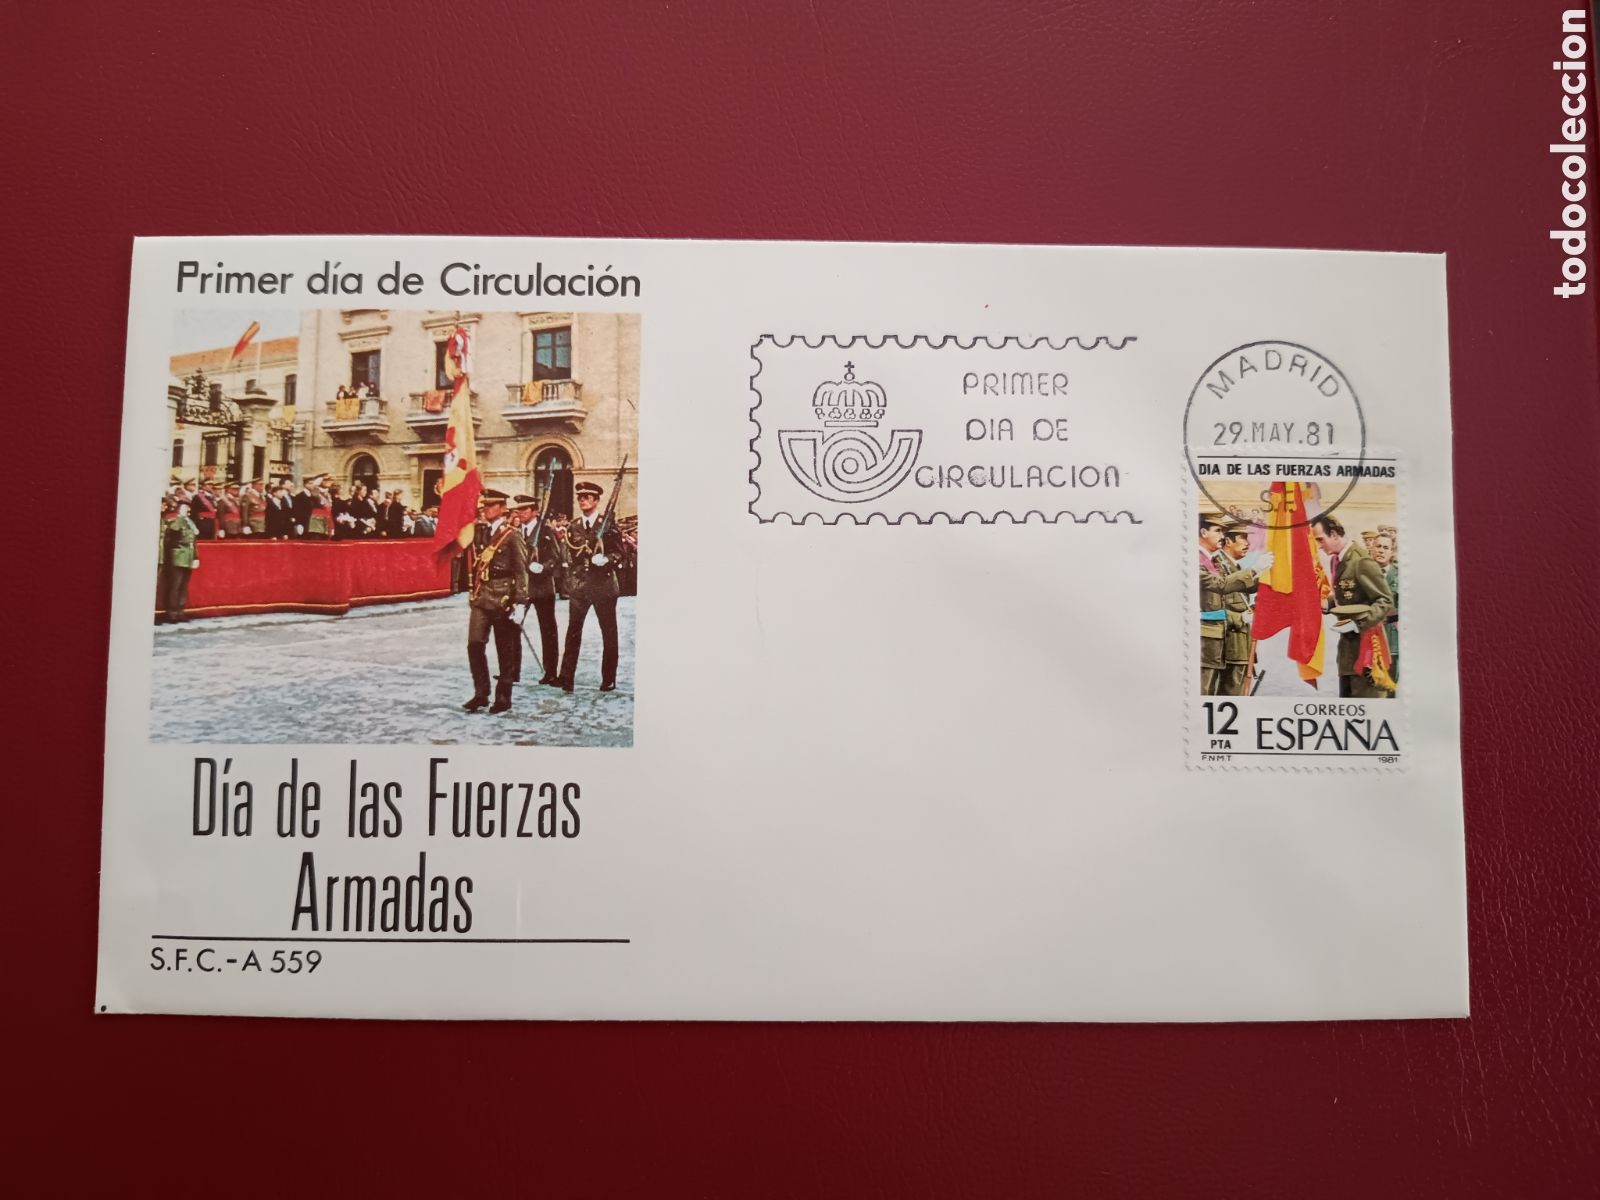 todocoleccion
Primer día de Circulación
Día de las Fuerzas
Armadas
S.F.C.-A 559
PRIMER
DIA DE
CIRCULACION
MADRID
29.MAY.81
S.F.
DIA DE LAS FUERZAS ARMADAS
12
PTA
CORREOS
ESPAÑA
F.N.M.T
1981